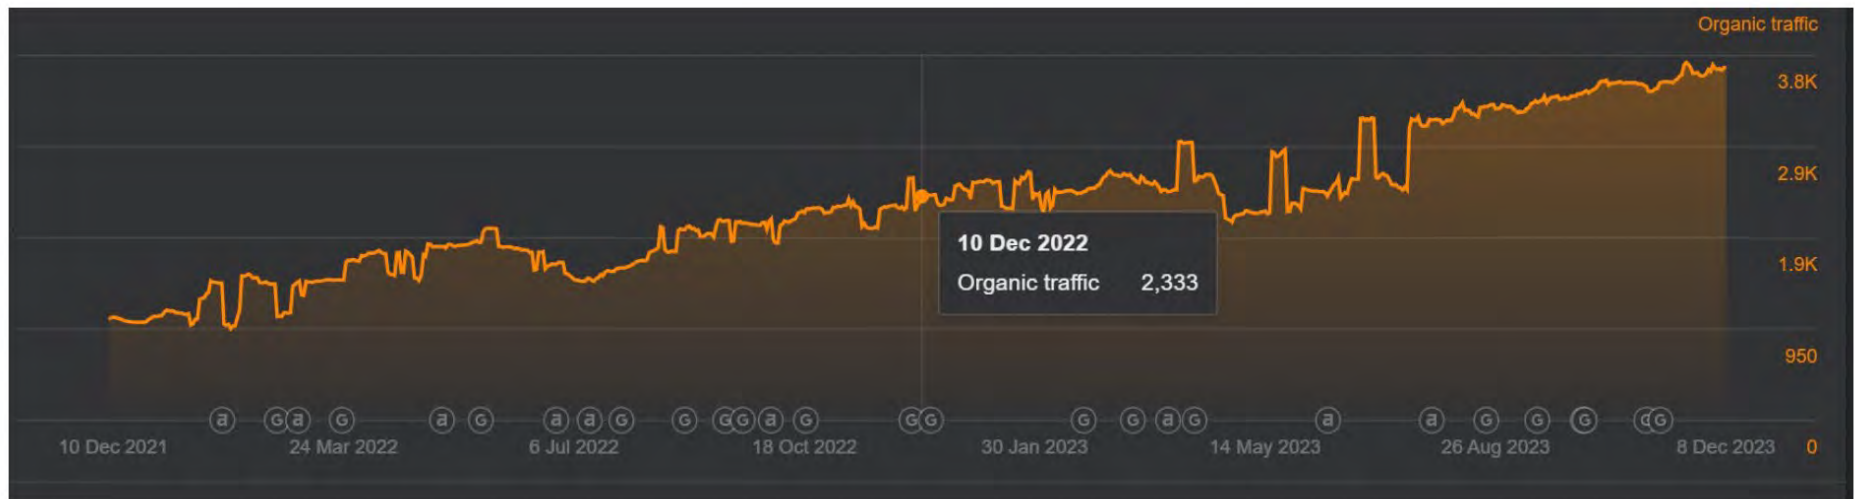 Organic traffic
3.8K
2.9K
10 Dec 2022
Organic traffic 2,333
1.9K
950
a G a G a G a a G G G G a G G G G G a G a a G G G G G
10 Dec 2021 24 Mar 2022 6 Jul 2022 18 Oct 2022 30 Jan 2023 14 May 2023 26 Aug 2023 8 Dec 2023 0